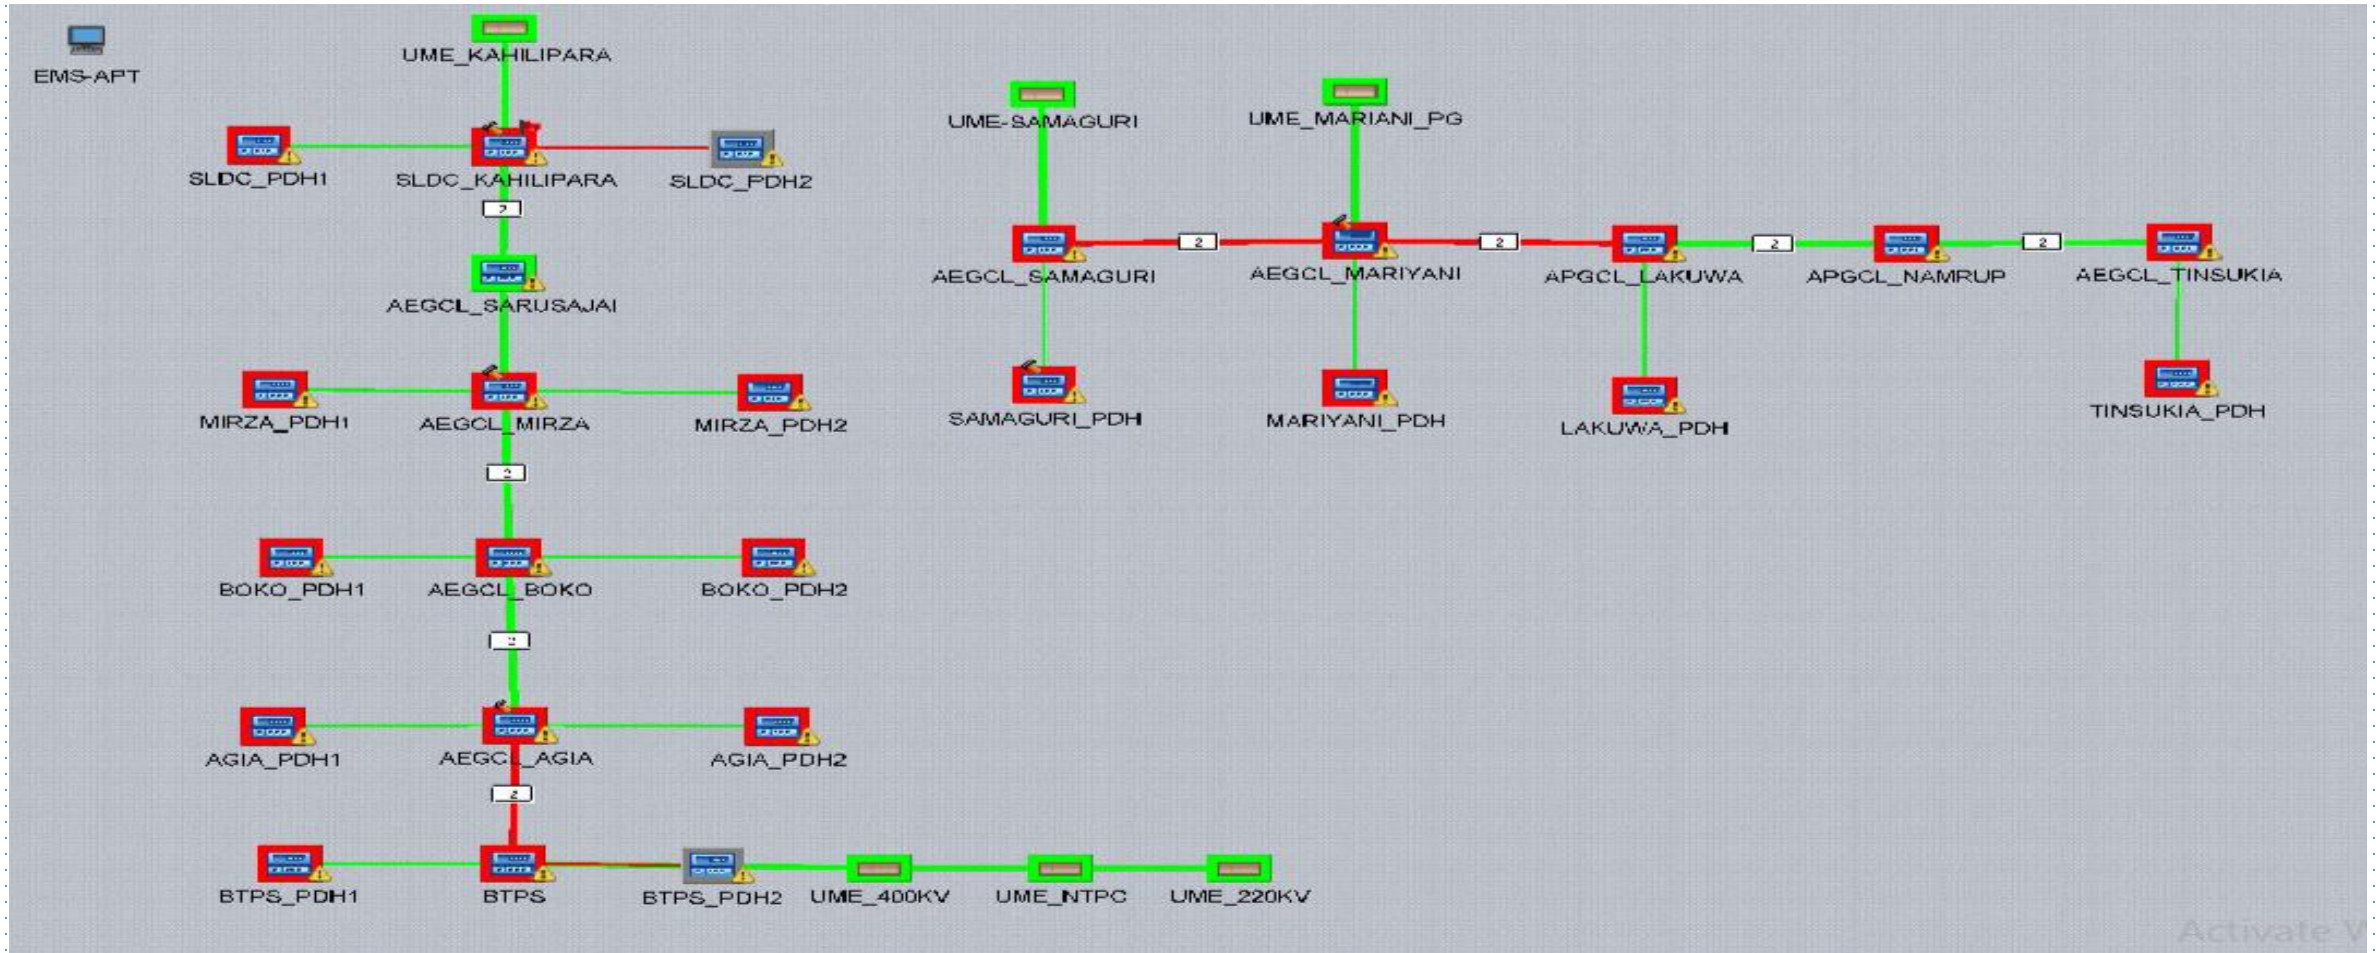 UME_KAHILIPARA
EMS-APT
SLDC_PDH1
SLDC_KAHILIPARA
SLDC_PDH2
2
AEGCL_SARUSAJAI
MIRZA_PDH1
AEGCL_MIRZA
MIRZA_PDH2
2
BOKO_PDH1
AEGCL_BOKO
BOKO_PDH2
2
AGIA_PDH1
AEGCL_AGIA
AGIA_PDH2
2
BTPS_PDH1
BTPS
BTPS_PDH2
UME_400KV
UME_NTPC
UME_220KV
UME-SAMAGURI
UME_MARIANI_PG
2
2
2
2
AEGCL_SAMAGURI
AEGCL_MARIYANI
APGCL_LAKUWA
APGCL_NAMRUP
AEGCL_TINSUKIA
SAMAGURI_PDH
MARIYANI_PDH
LAKUWA_PDH
TINSUKIA_PDH
Activate W